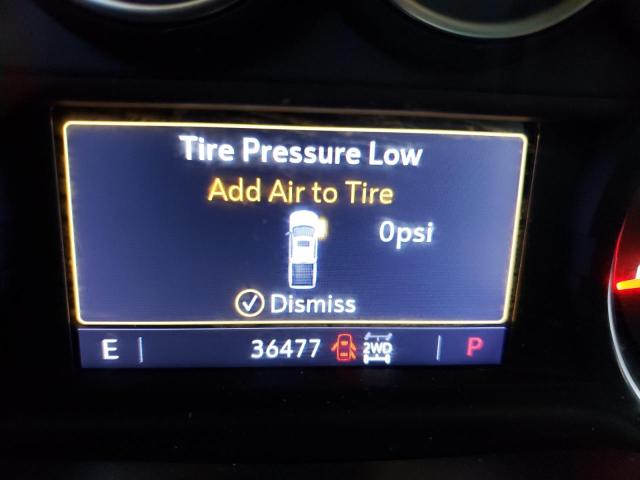 Tire Pressure Low
Add Air to Tire
0psi
Dismiss
E 36477 2WD P